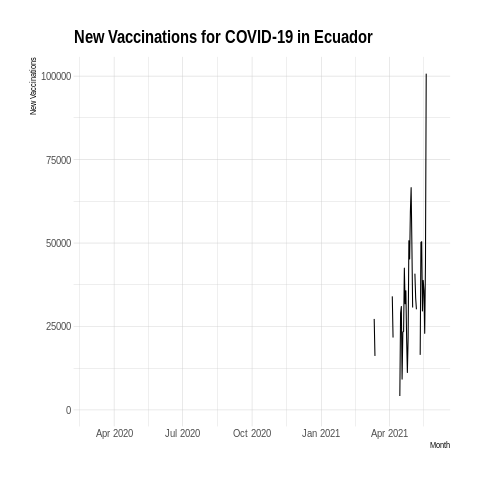 New Vaccinations for COVID-19 in Ecuador
New Vaccinations
100000
75000
50000
25000
0
Apr 2020 Jul 2020 Oct 2020 Jan 2021 Apr 2021
Month